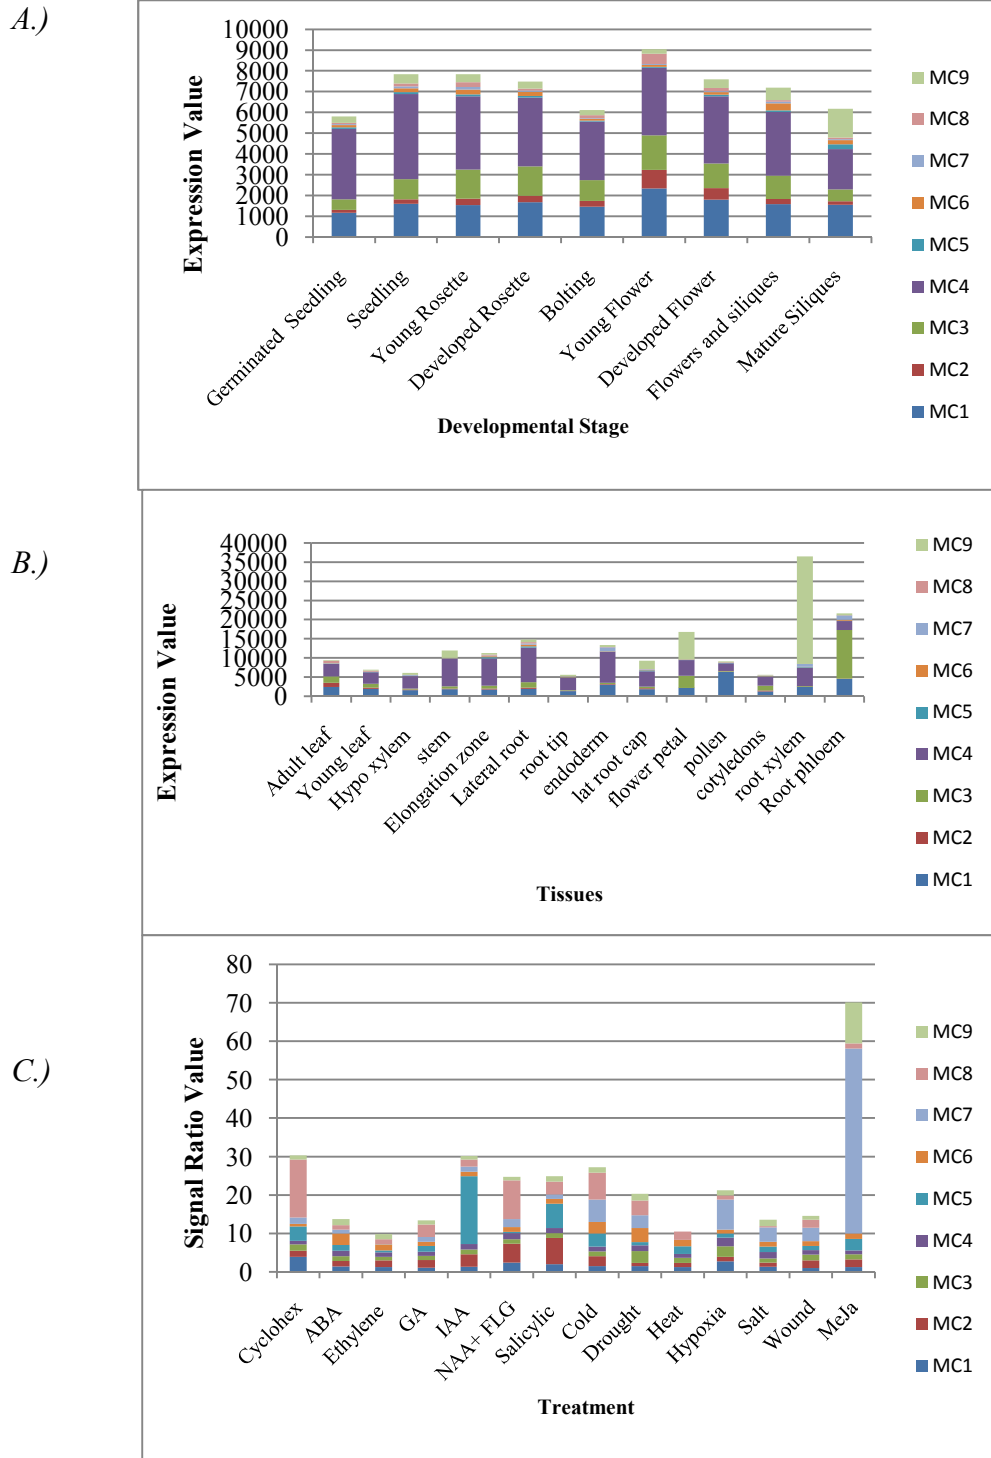 A.)
10000
9000
8000
7000
6000
5000
4000
3000
2000
1000
0
Expression Value
Germinated Seedling
Seedling
Young Rosette
Developed Rosette
Bolting
Young Flower
Developed Flower
Flowers and siliques
Mature Siliques
Developmental Stage
MC9
MC8
MC7
MC6
MC5
MC4
MC3
MC2
MC1
B.)
40000
35000
30000
25000
20000
15000
10000
5000
0
Expression Value
Adult leaf
Young leaf
Hypo xylem
stem
Elongation zone
Lateral root
root tip
endoderm
lat root cap
flower petal
pollen
cotyledons
root xylem
Root phloem
Tissues
MC9
MC8
MC7
MC6
MC5
MC4
MC3
MC2
MC1
C.)
80
70
60
50
40
30
20
10
0
Signal Ratio Value
Cyclohex
ABA
Ethylene
GA
IAA
NAA+ FLG
Salicylic
Cold
Drought
Heat
Hypoxia
Salt
Wound
MeJa
Treatment
MC9
MC8
MC7
MC6
MC5
MC4
MC3
MC2
MC1